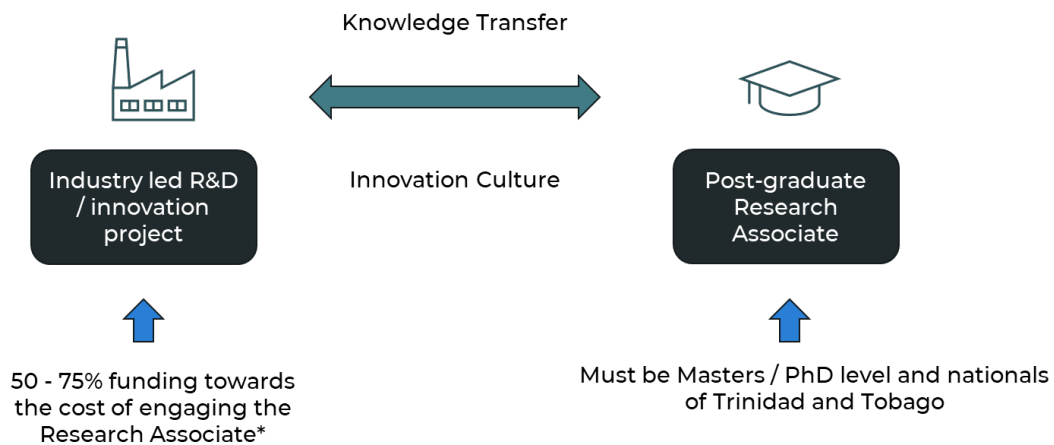 Knowledge Transfer
Industry led R&D
/ innovation
project
Innovation Culture
Post-graduate
Research
Associate
50 - 75% funding towards
the cost of engaging the
Research Associate*
Must be Masters / PhD level and nationals
of Trinidad and Tobago